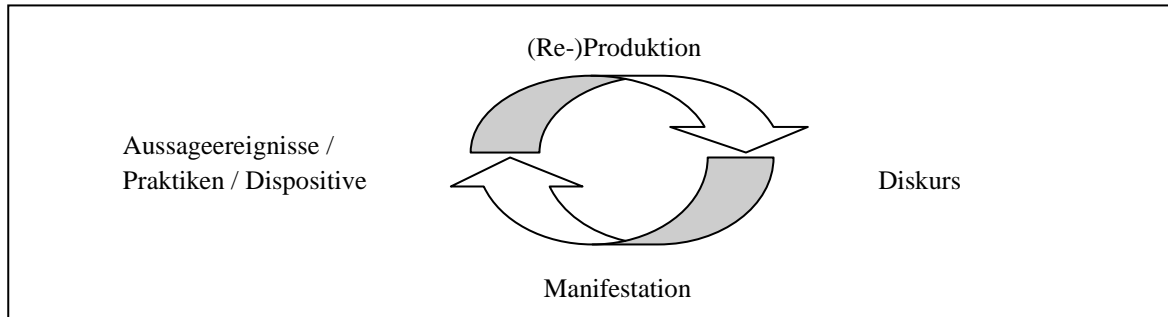 (Re-)Produktion
Aussageereignisse /
Praktiken / Dispositive
Diskurs
Manifestation